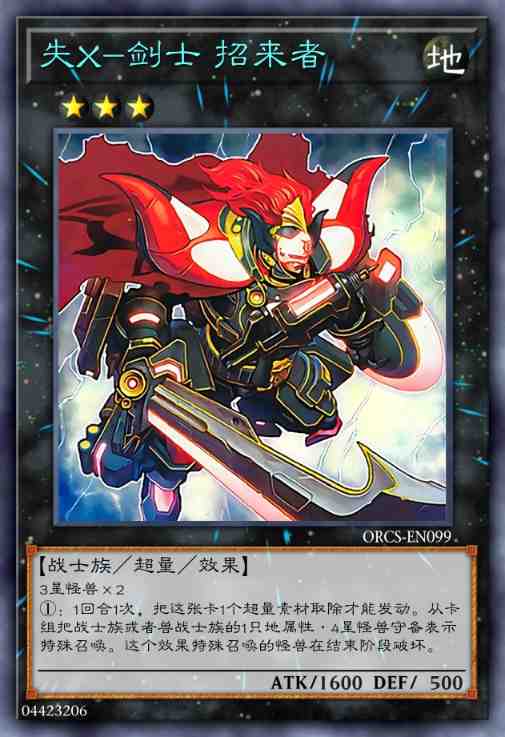 失X-剑士 招来者
地
ORCS-EN099
【战士族/超量/效果】
3星怪兽×2
①：1回合1次，把这张卡1个超量素材取除才能发动。从卡
组把战士族或者兽战士族的1只地属性·4星怪兽守备表示
特殊召唤。这个效果特殊召唤的怪兽在结束阶段破坏。
ATK/1600 DEF/ 500
04423206